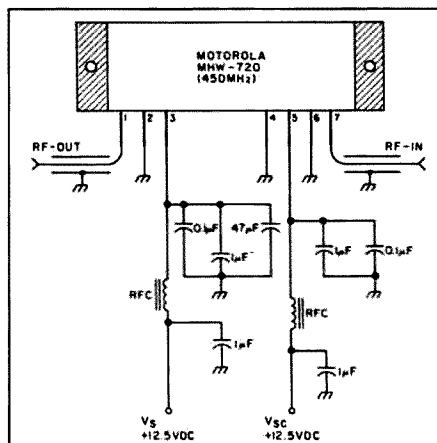 MOTOROLA
MHW-720
(450MHz)
1 2 3 4 5 6 7
RF-OUT
RF-IN
0.1µF
47µF
1µF
1µF
0.1µF
RFC
RFC
1µF
1µF
VS
+12.5VDC
VSC
+12.5VDC